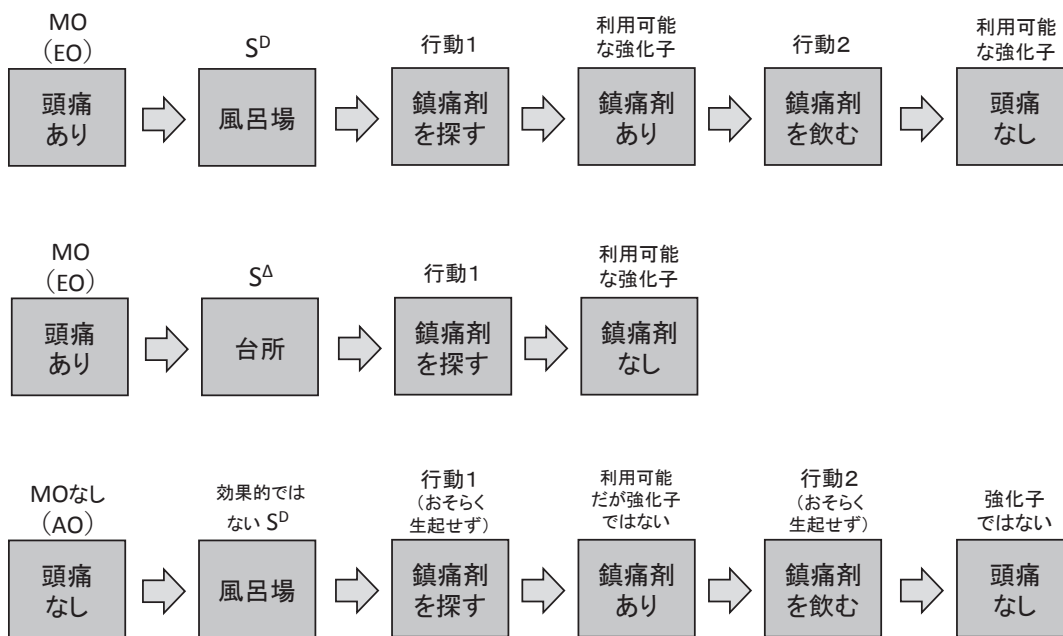 MO
（EO）
頭痛
あり
S^D
風呂場
行動1
鎮痛剤
を探す
利用可能
な強化子
鎮痛剤
あり
行動2
鎮痛剤
を飲む
利用可能
な強化子
頭痛
なし
MO
（EO）
頭痛
あり
S^Δ
台所
行動1
鎮痛剤
を探す
利用可能
な強化子
鎮痛剤
なし
MOなし
（AO）
頭痛
なし
効果的では
ない S^D
風呂場
行動1
（おそらく
生起せず）
鎮痛剤
を探す
利用可能
だが強化子
ではない
鎮痛剤
あり
行動2
（おそらく
生起せず）
鎮痛剤
を飲む
強化子
ではない
頭痛
なし